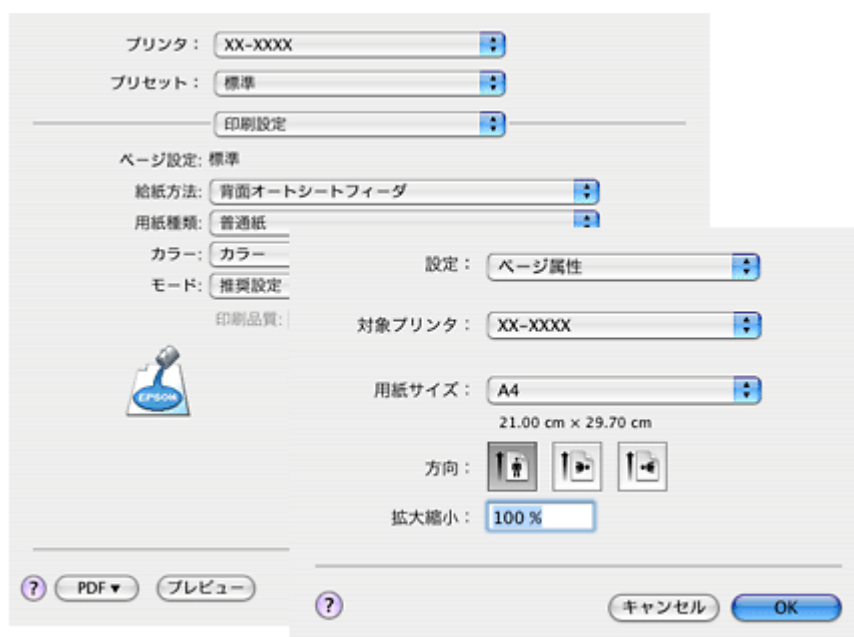 プリンタ： XX-XXXX
プリセット： 標準
印刷設定
ページ設定: 標準
給紙方法: 背面オートシートフィーダ
用紙種類: 普通紙
カラー: カラー
モード: 推奨設定
印刷品質:
EPSON
? PDF▼ プレビュー
設定： ページ属性
対象プリンタ： XX-XXXX
用紙サイズ： A4
21.00 cm × 29.70 cm
方向：
拡大縮小： 100 %
? キャンセル OK